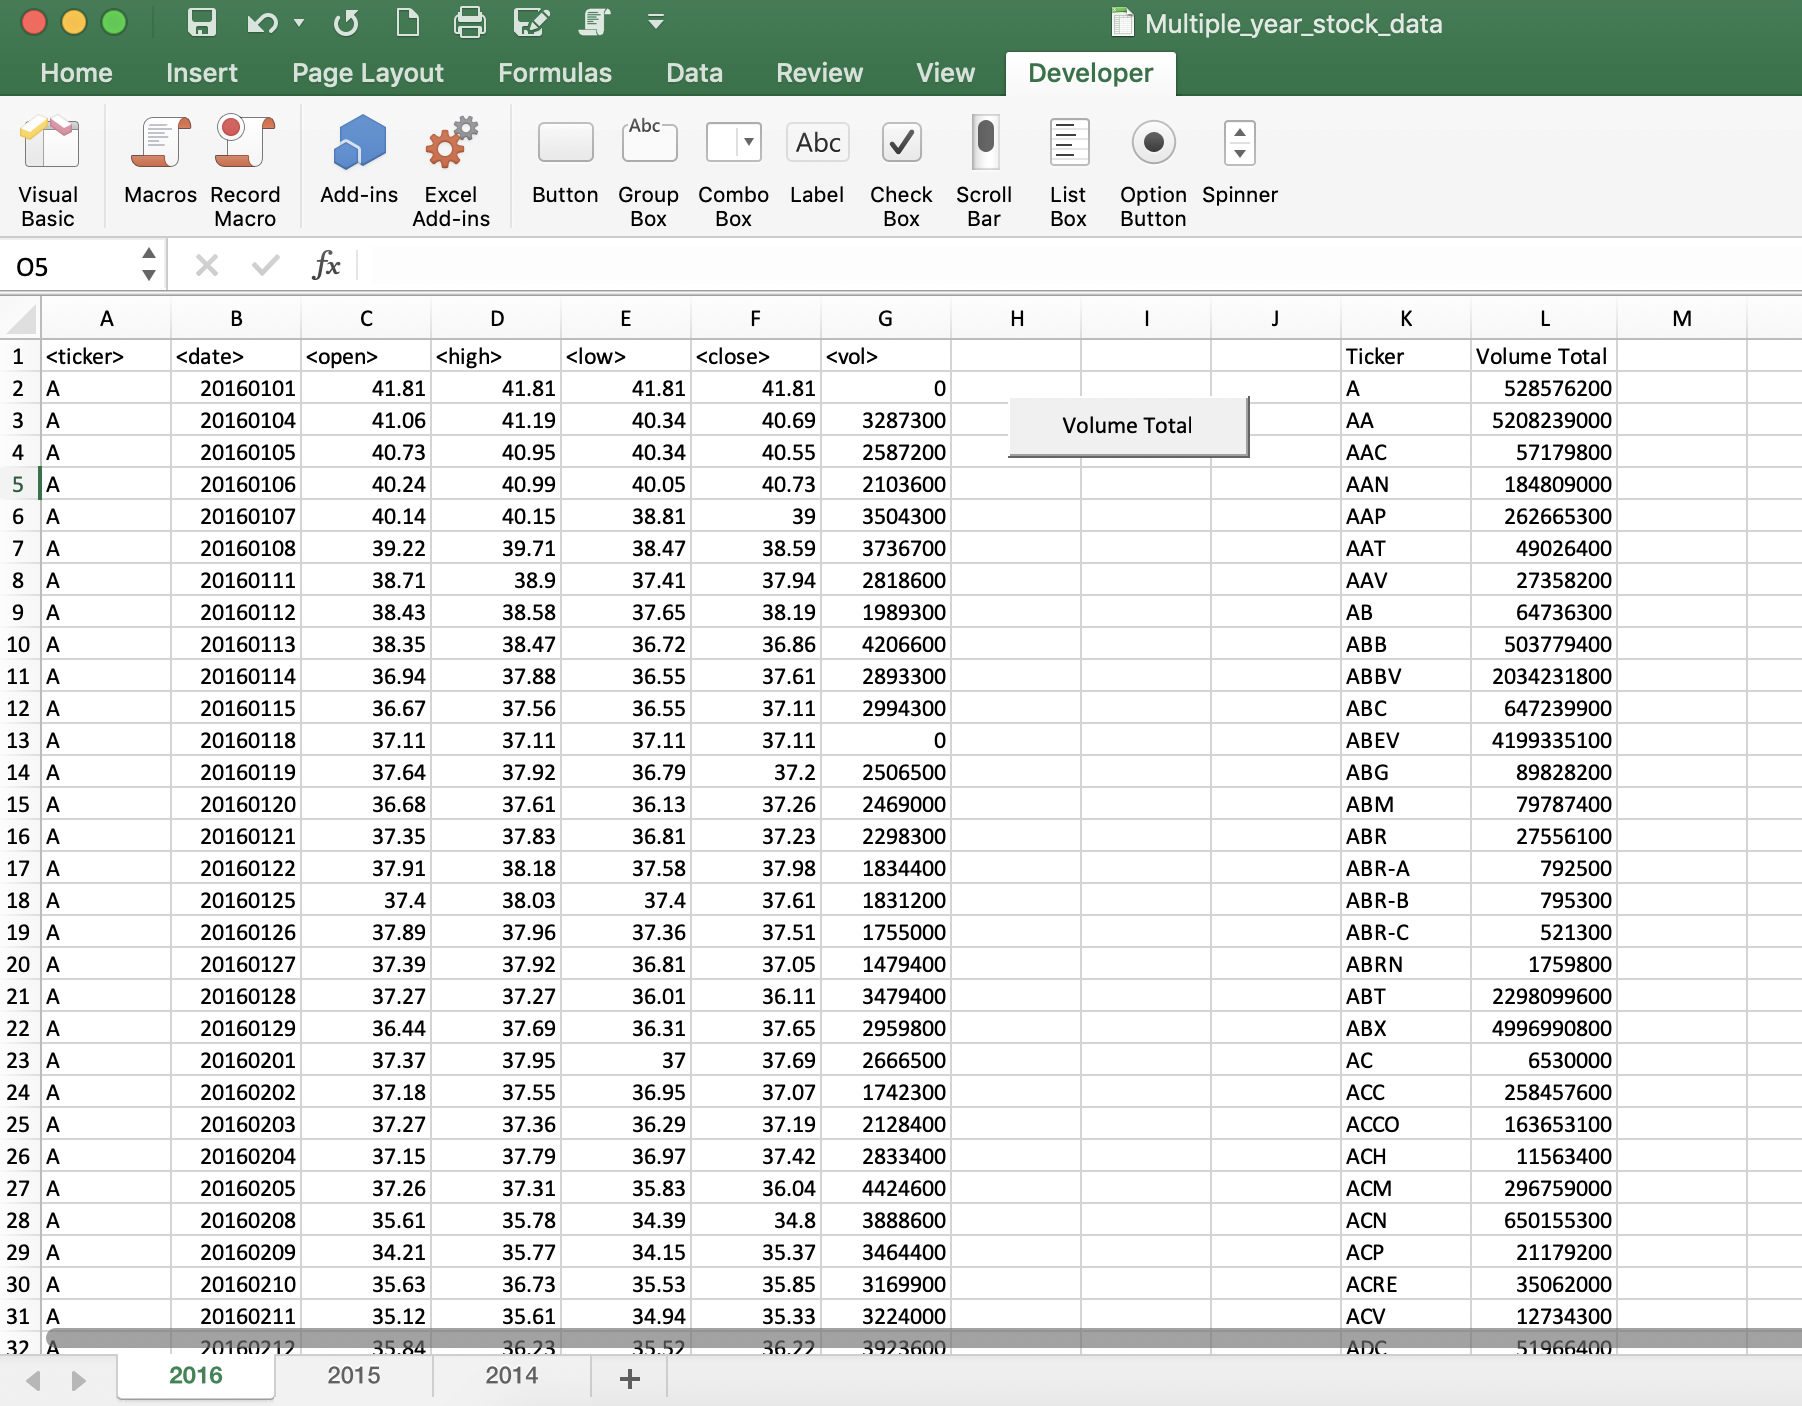 Multiple_year_stock_data
Home Insert Page Layout Formulas Data Review View Developer
Visual Basic Macros Record Macro Add-ins Excel Add-ins Button Abc Group Box Combo Box Abc Label Check Box Scroll Bar List Box Option Button Spinner
O5 fx
A B C D E F G H I J K L M
1 <ticker> <date> <open> <high> <low> <close> <vol> Ticker Volume Total
2 A 20160101 41.81 41.81 41.81 41.81 0 A 528576200
Volume Total
3 A 20160104 41.06 41.19 40.34 40.69 3287300 AA 5208239000
4 A 20160105 40.73 40.95 40.34 40.55 2587200 AAC 57179800
5 A 20160106 40.24 40.99 40.05 40.73 2103600 AAN 184809000
6 A 20160107 40.14 40.15 38.81 39 3504300 AAP 262665300
7 A 20160108 39.22 39.71 38.47 38.59 3736700 AAT 49026400
8 A 20160111 38.71 38.9 37.41 37.94 2818600 AAV 27358200
9 A 20160112 38.43 38.58 37.65 38.19 1989300 AB 64736300
10 A 20160113 38.35 38.47 36.72 36.86 4206600 ABB 503779400
11 A 20160114 36.94 37.88 36.55 37.61 2893300 ABBV 2034231800
12 A 20160115 36.67 37.56 36.55 37.11 2994300 ABC 647239900
13 A 20160118 37.11 37.11 37.11 37.11 0 ABEV 4199335100
14 A 20160119 37.64 37.92 36.79 37.2 2506500 ABG 89828200
15 A 20160120 36.68 37.61 36.13 37.26 2469000 ABM 79787400
16 A 20160121 37.35 37.83 36.81 37.23 2298300 ABR 27556100
17 A 20160122 37.91 38.18 37.58 37.98 1834400 ABR-A 792500
18 A 20160125 37.4 38.03 37.4 37.61 1831200 ABR-B 795300
19 A 20160126 37.89 37.96 37.36 37.51 1755000 ABR-C 521300
20 A 20160127 37.39 37.92 36.81 37.05 1479400 ABRN 1759800
21 A 20160128 37.27 37.27 36.01 36.11 3479400 ABT 2298099600
22 A 20160129 36.44 37.69 36.31 37.65 2959800 ABX 4996990800
23 A 20160201 37.37 37.95 37 37.69 2666500 AC 6530000
24 A 20160202 37.18 37.55 36.95 37.07 1742300 ACC 258457600
25 A 20160203 37.27 37.36 36.29 37.19 2128400 ACCO 163653100
26 A 20160204 37.15 37.79 36.97 37.42 2833400 ACH 11563400
27 A 20160205 37.26 37.31 35.83 36.04 4424600 ACM 296759000
28 A 20160208 35.61 35.78 34.39 34.8 3888600 ACN 650155300
29 A 20160209 34.21 35.77 34.15 35.37 3464400 ACP 21179200
30 A 20160210 35.63 36.73 35.53 35.85 3169900 ACRE 35062000
31 A 20160211 35.12 35.61 34.94 35.33 3224000 ACV 12734300
32 A 20160212 35.84 36.23 35.52 36.22 3923600 ADC 51966400
2016 2015 2014